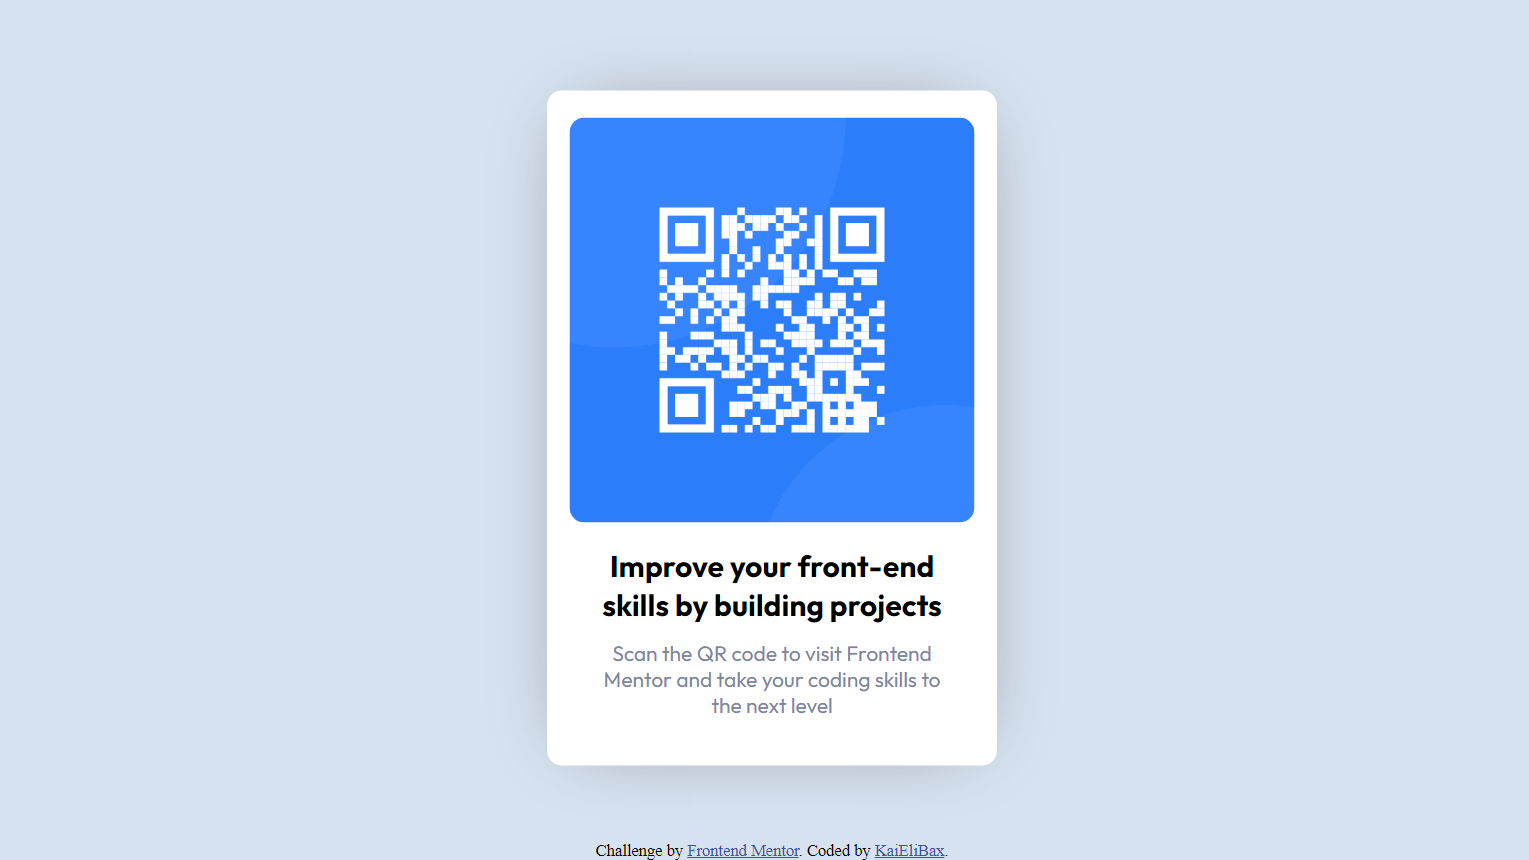 Improve your front-end
skills by building projects
Scan the QR code to visit Frontend
Mentor and take your coding skills to
the next level
Challenge by Frontend Mentor. Coded by KaiEliBax.